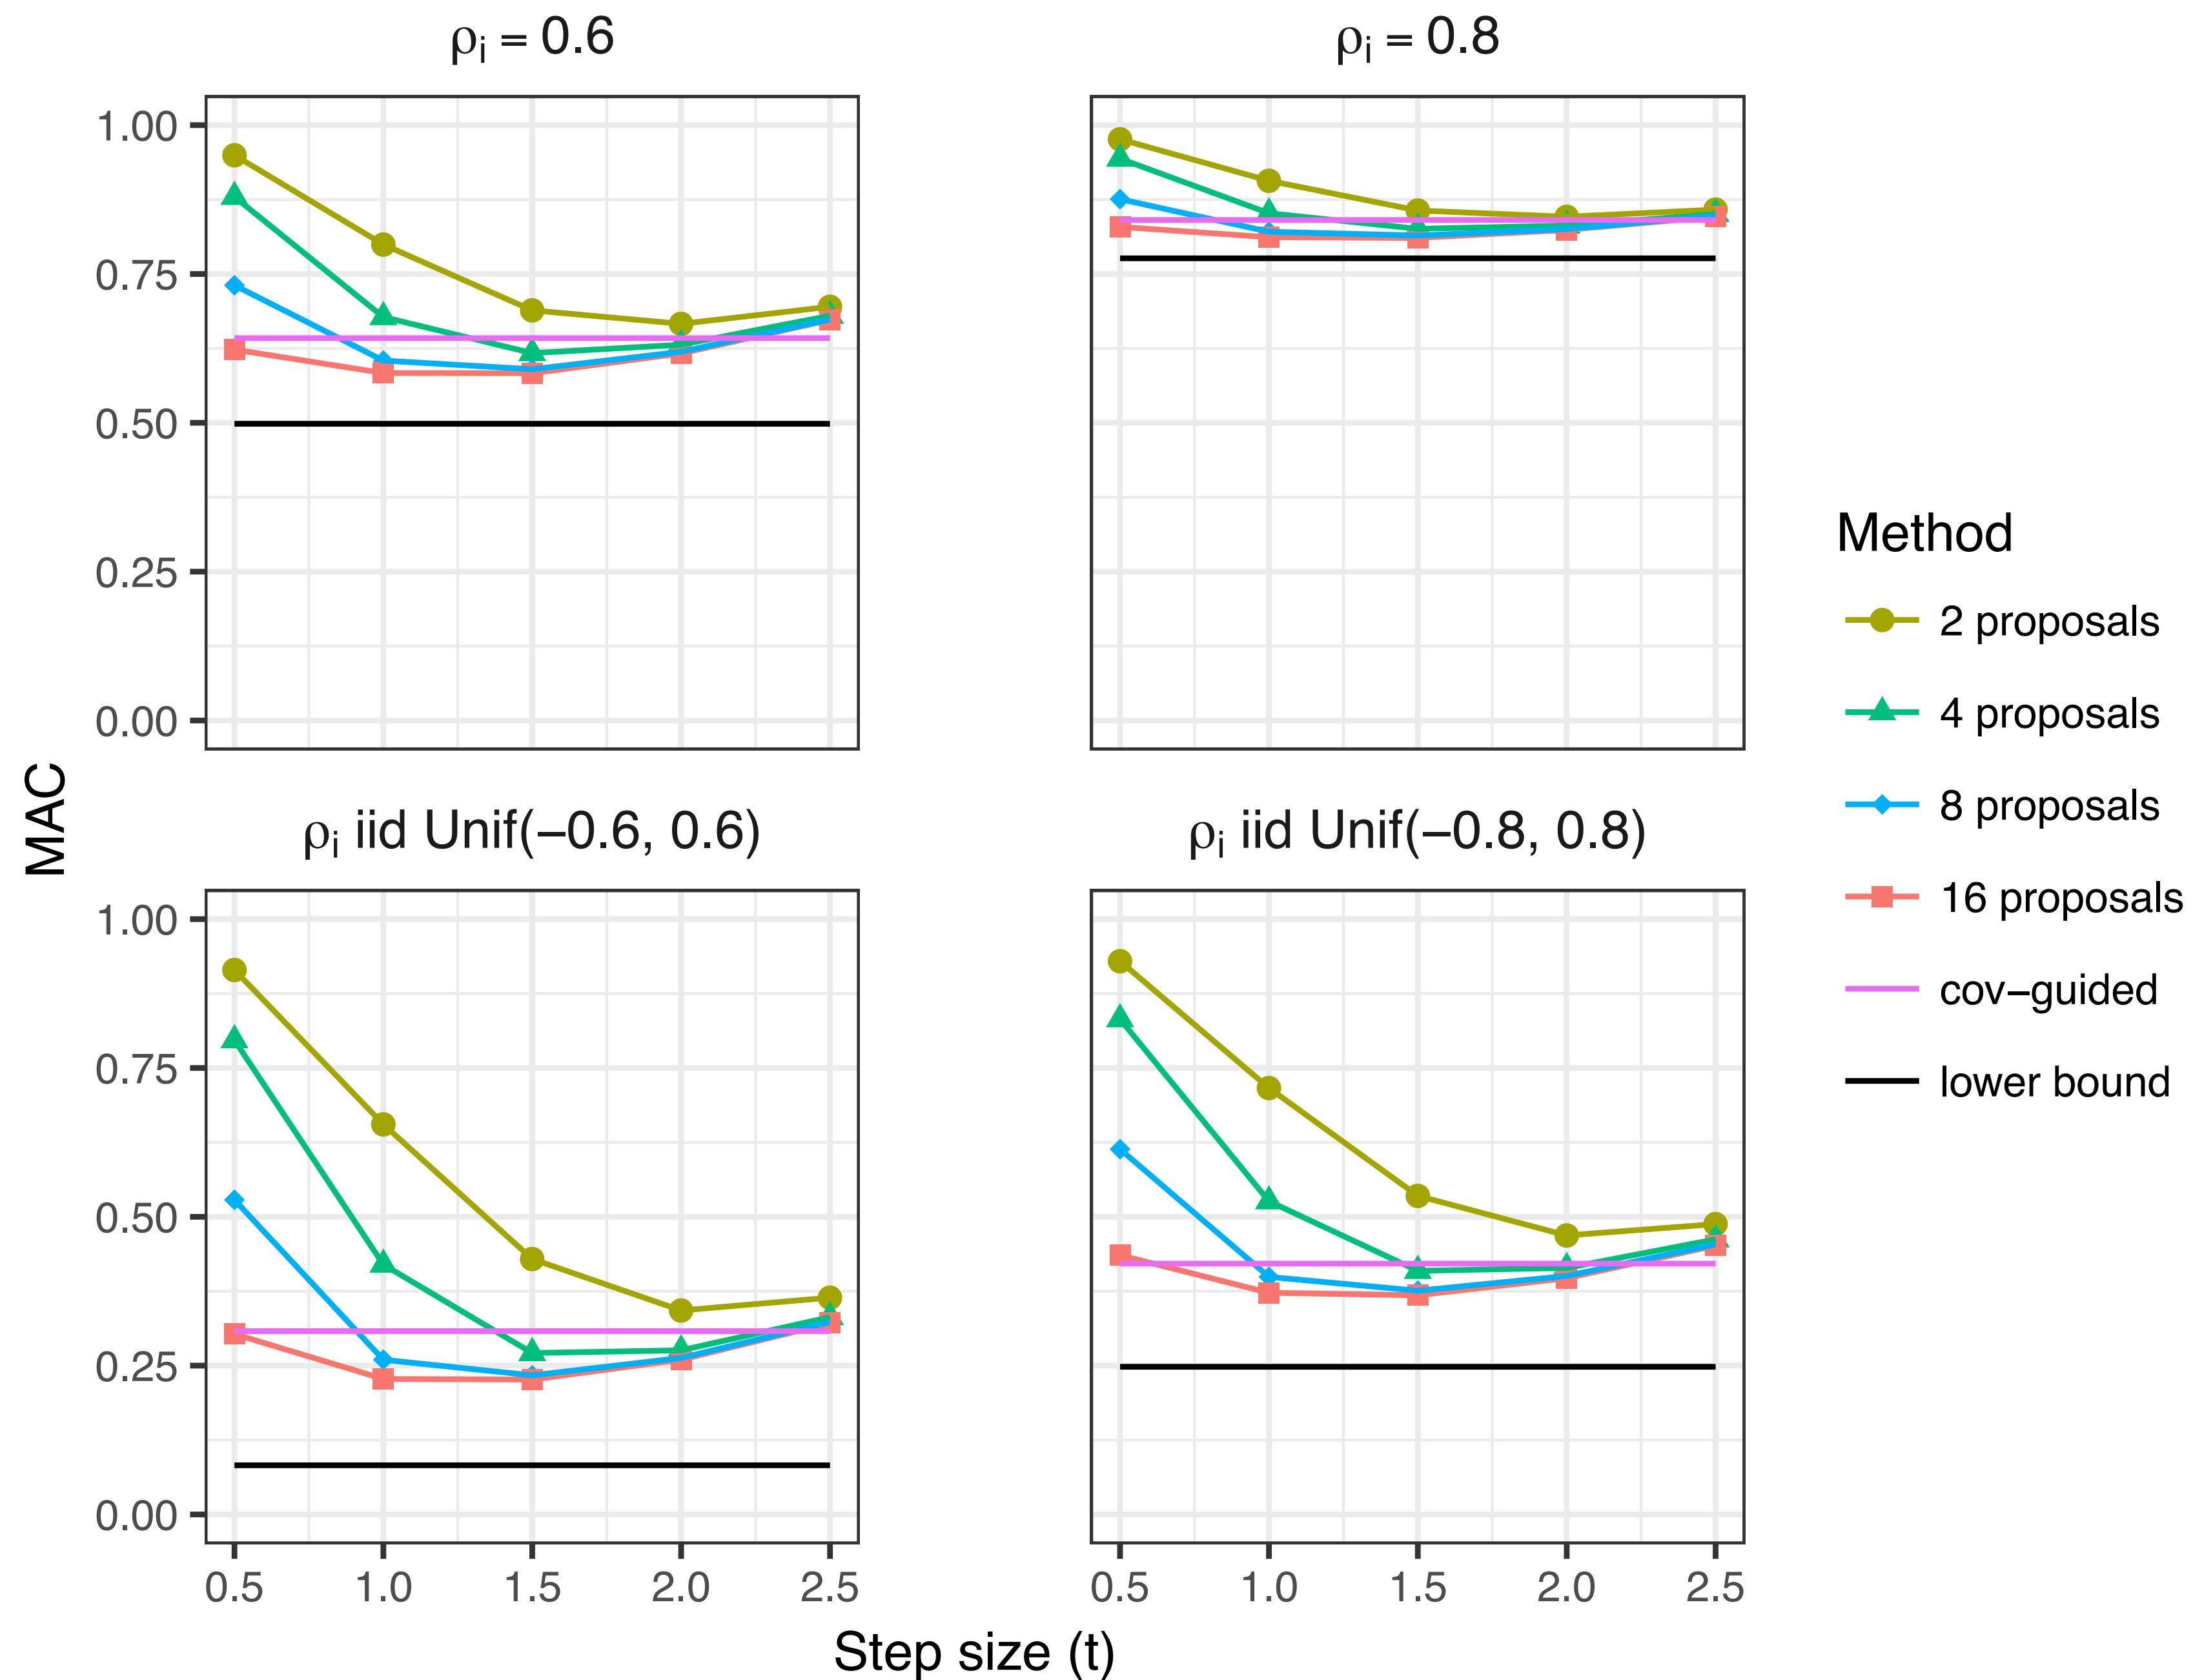 ρi = 0.6
ρi = 0.8
1.00
0.75
0.50
0.25
0.00
MAC
ρi iid Unif(−0.6, 0.6)
ρi iid Unif(−0.8, 0.8)
1.00
0.75
0.50
0.25
0.00
0.5 1.0 1.5 2.0 2.5
0.5 1.0 1.5 2.0 2.5
Step size (t)
Method
2 proposals
4 proposals
8 proposals
16 proposals
cov−guided
lower bound